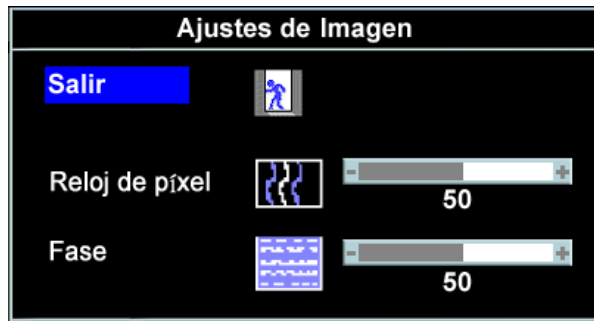 Ajustes de Imagen
Salir
Reloj de píxel
- +
50
Fase
- +
50